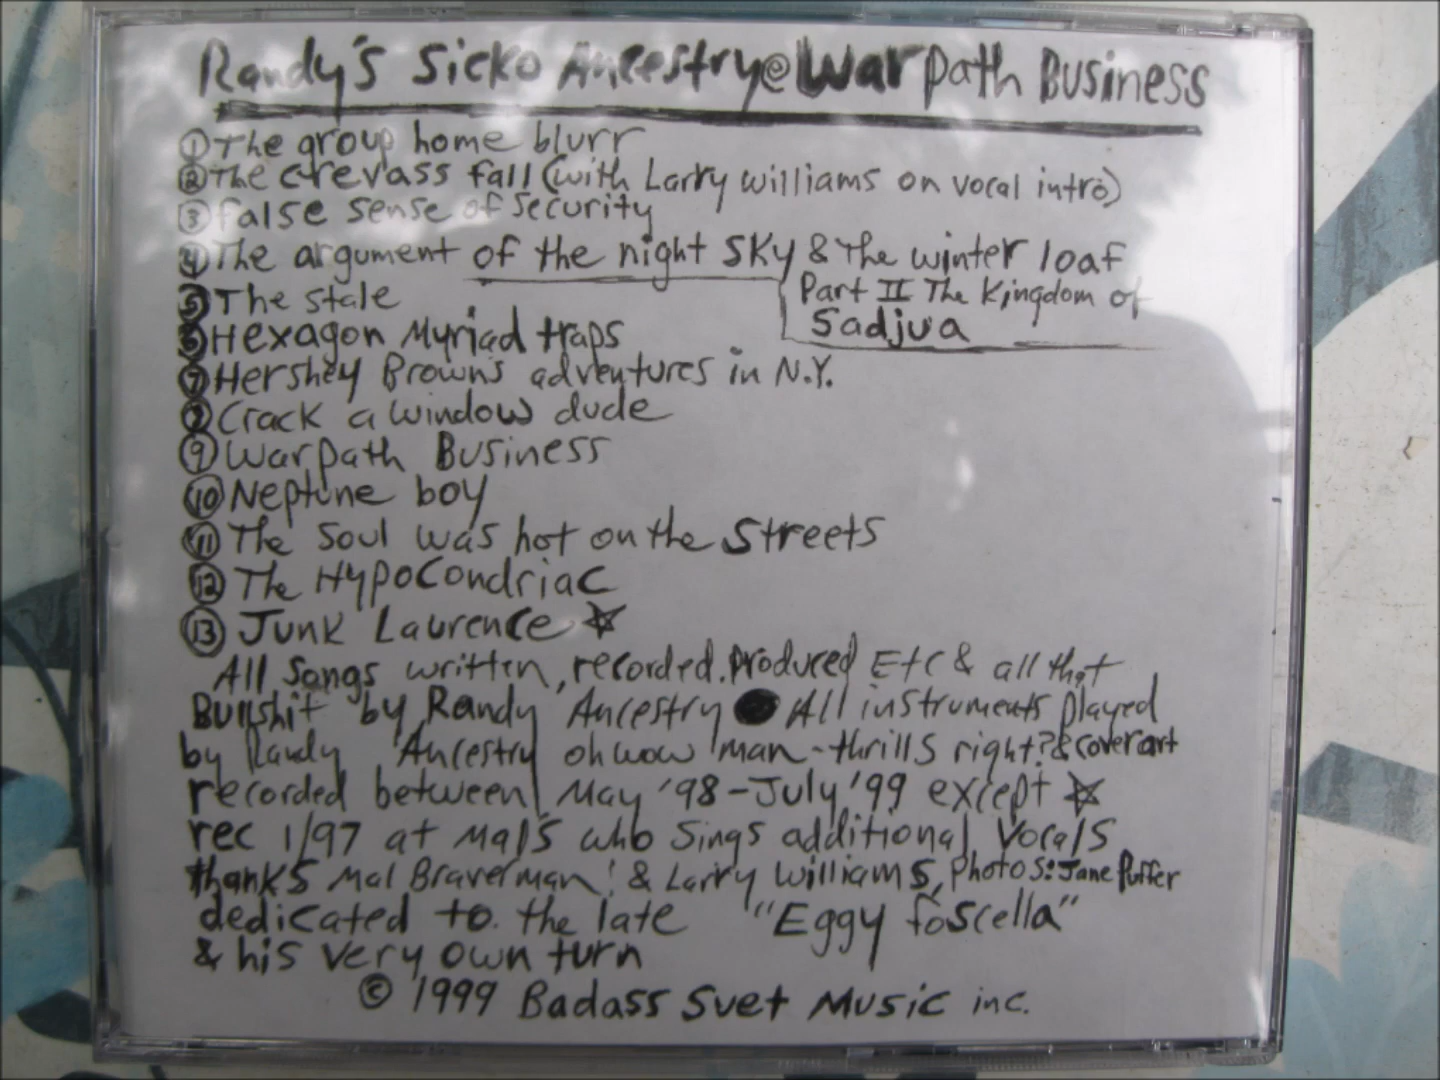 Randy's Sicko Ancestry@Warpath Business
① The group home blurr
② The crevass fall (with Larry Williams on vocal intro)
③ false sense of security
④ The argument of the night sky & The winter loaf
Part II The Kingdom of
Sadjua
⑤ The stale
⑥ Hexagon Myriad traps
⑦ Hershey Browns adventures in N.Y.
⑧ Crack a window dude
⑨ Warpath Business
⑩ Neptune boy
⑪ The Soul was hot on the Streets
⑫ The Hypocondriac
⑬ Junk Laurence ☆
All Songs written, recorded. produced Etc & all that
Bullshit by Randy Ancestry ● All instruments played
by Randy Ancestry oh wow man - thrills right? & cover art
recorded between May '98 - July '99 except ☆
rec 1/97 at Mal's who sings additional Vocals
thanks Mal Braverman! & Larry Williams, Photos: Jane Puffer
dedicated to. the late "Eggy foscella"
& his very own turn
© 1999 Badass Svet Music inc.